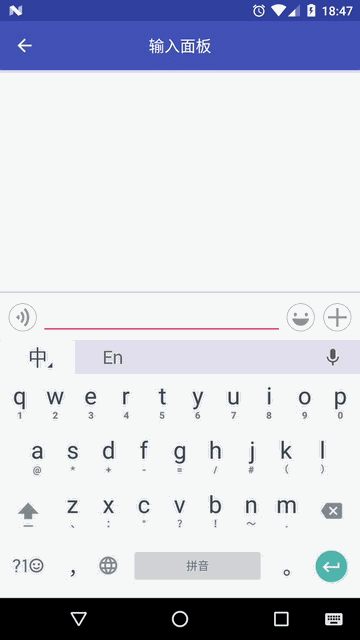 18:47
输入面板
中 En
q w e r t y u i o p
1 2 3 4 5 6 7 8 9 0
a s d f g h j k l
@ * + - = / # ( )
z x c v b n m
、 : " ? ! ~ .
?1☺ , 拼音 。